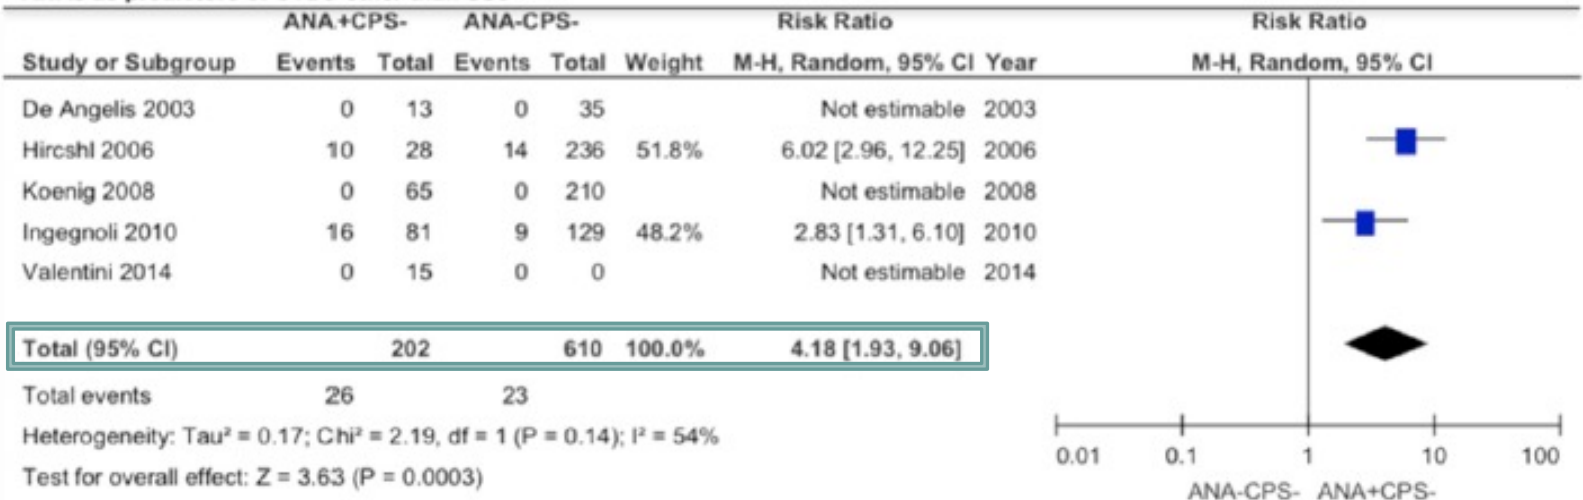 ANA.+CPS- ANA-CPS- Risk Ratio Risk Ratio
Study or Subgroup Events Total Events Total Weight M-H, Random, 95% CI Year M-H, Random, 95% CI
De Angelis 2003 0 13 0 35 Not estimable 2003
Hircshl 2006 10 28 14 236 51.8% 6.02 [2.96, 12.25] 2006
Koenig 2008 0 65 0 210 Not estimable 2008
Ingegnoli 2010 16 81 9 129 48.2% 2.83 [1.31, 6.10] 2010
Valentini 2014 0 15 0 0 Not estimable 2014
Total (95% CI) 202 610 100.0% 4.18 [1.93, 9.06]
Total events 26 23
Heterogeneity: Tau² = 0.17; Chi² = 2.19, df = 1 (P = 0.14); I² = 54%
Test for overall effect: Z = 3.63 (P = 0.0003)
0.01 0.1 1 10 100
ANA-CPS- ANA+CPS-